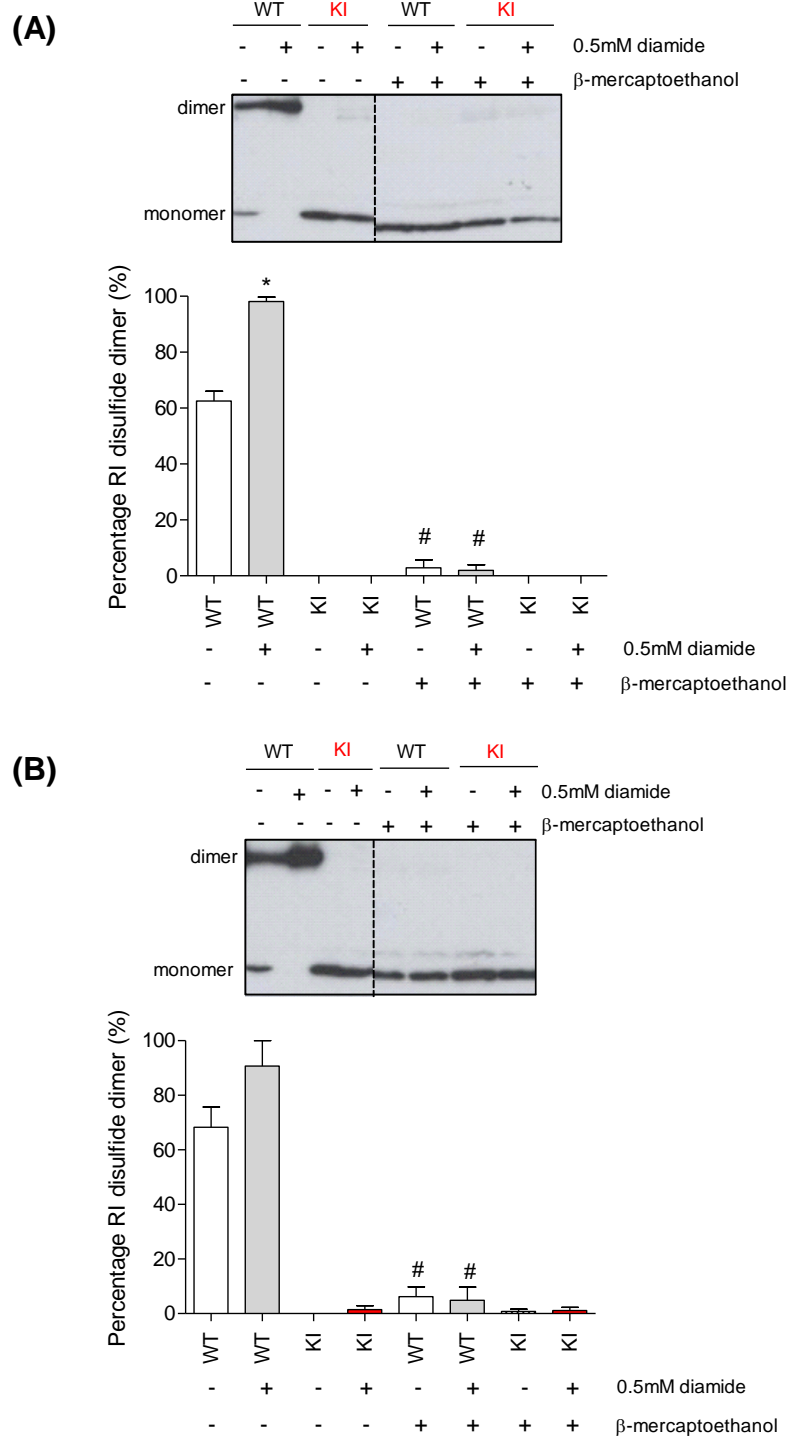 (A)
WT KI WT KI
- + - + - + - + 0.5mM diamide
- - - - + + + + β-mercaptoethanol
dimer
monomer
Percentage RI disulfide dimer (%)
100
80
60
40
20
0
*
# #
WT WT KI KI WT WT KI KI
- + - + - + - + 0.5mM diamide
- - - - + + + + β-mercaptoethanol
(B)
WT KI WT KI
- + - + - + - + 0.5mM diamide
- - - - + + + + β-mercaptoethanol
dimer
monomer
Percentage RI disulfide dimer (%)
100
80
60
40
20
0
# #
WT WT KI KI WT WT KI KI
- + - + - + - + 0.5mM diamide
- - - - + + + + β-mercaptoethanol